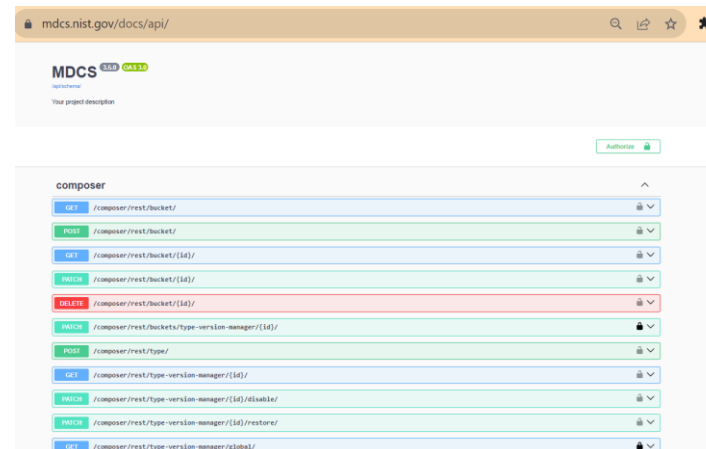 mdcs.nist.gov/docs/api/
MDCS 3.5.0 OAS 3.0
/api/schema/
Your project description
Authorize
composer
GET /composer/rest/bucket/
POST /composer/rest/bucket/
GET /composer/rest/bucket/{id}/
PATCH /composer/rest/bucket/{id}/
DELETE /composer/rest/bucket/{id}/
PATCH /composer/rest/buckets/type-version-manager/{id}/
POST /composer/rest/type/
GET /composer/rest/type-version-manager/{id}/
PATCH /composer/rest/type-version-manager/{id}/disable/
PATCH /composer/rest/type-version-manager/{id}/restore/
GET /composer/rest/type-version-manager/global/